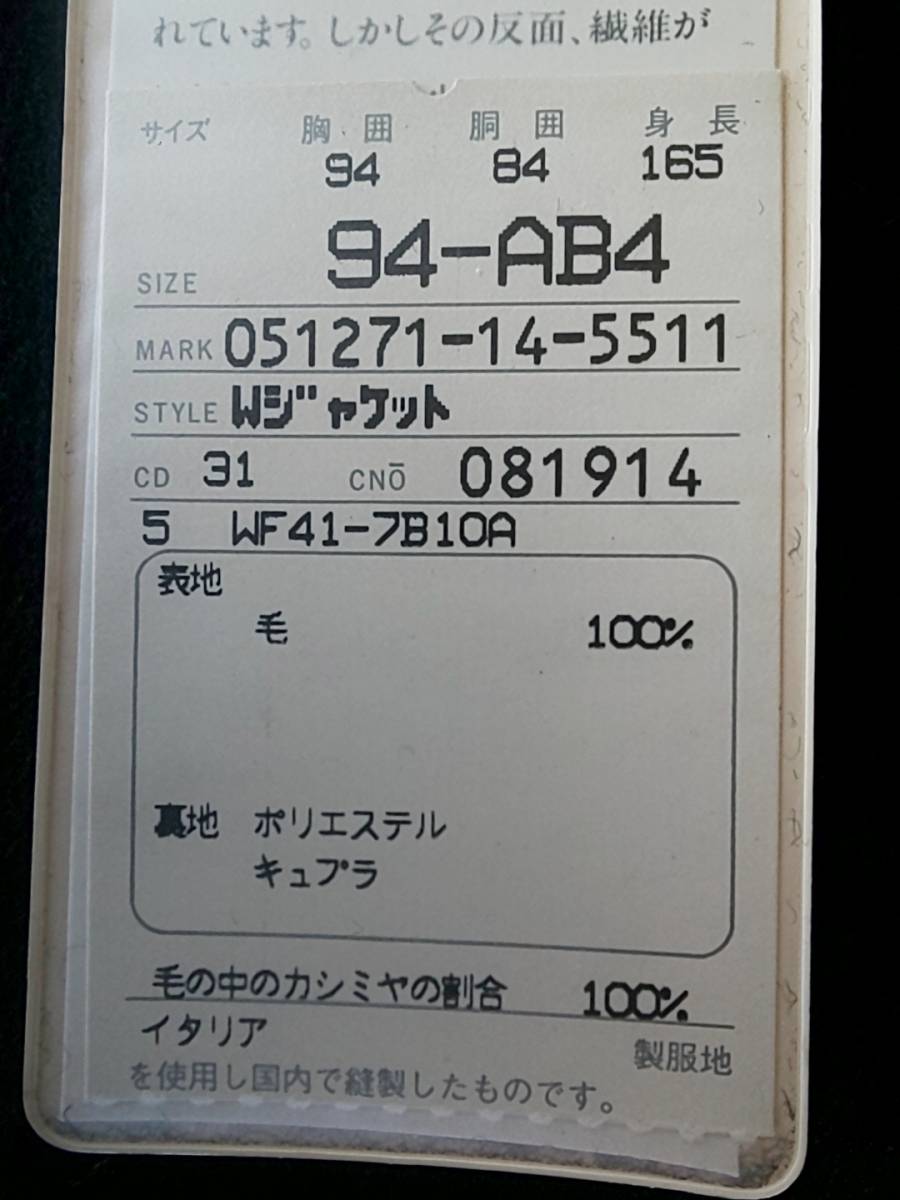 れています。しかしその反面、繊維が
サイズ 胸囲 胴囲 身長
94 84 165
SIZE 94-AB4
MARK 051271-14-5511
STYLE Wジャケット
CD 31 CNō 081914
5 WF41-7B10A
表地
毛 100%
裏地 ポリエステル
キュプラ
毛の中のカシミヤの割合 100%
イタリア 製服地
を使用し国内で縫製したものです。